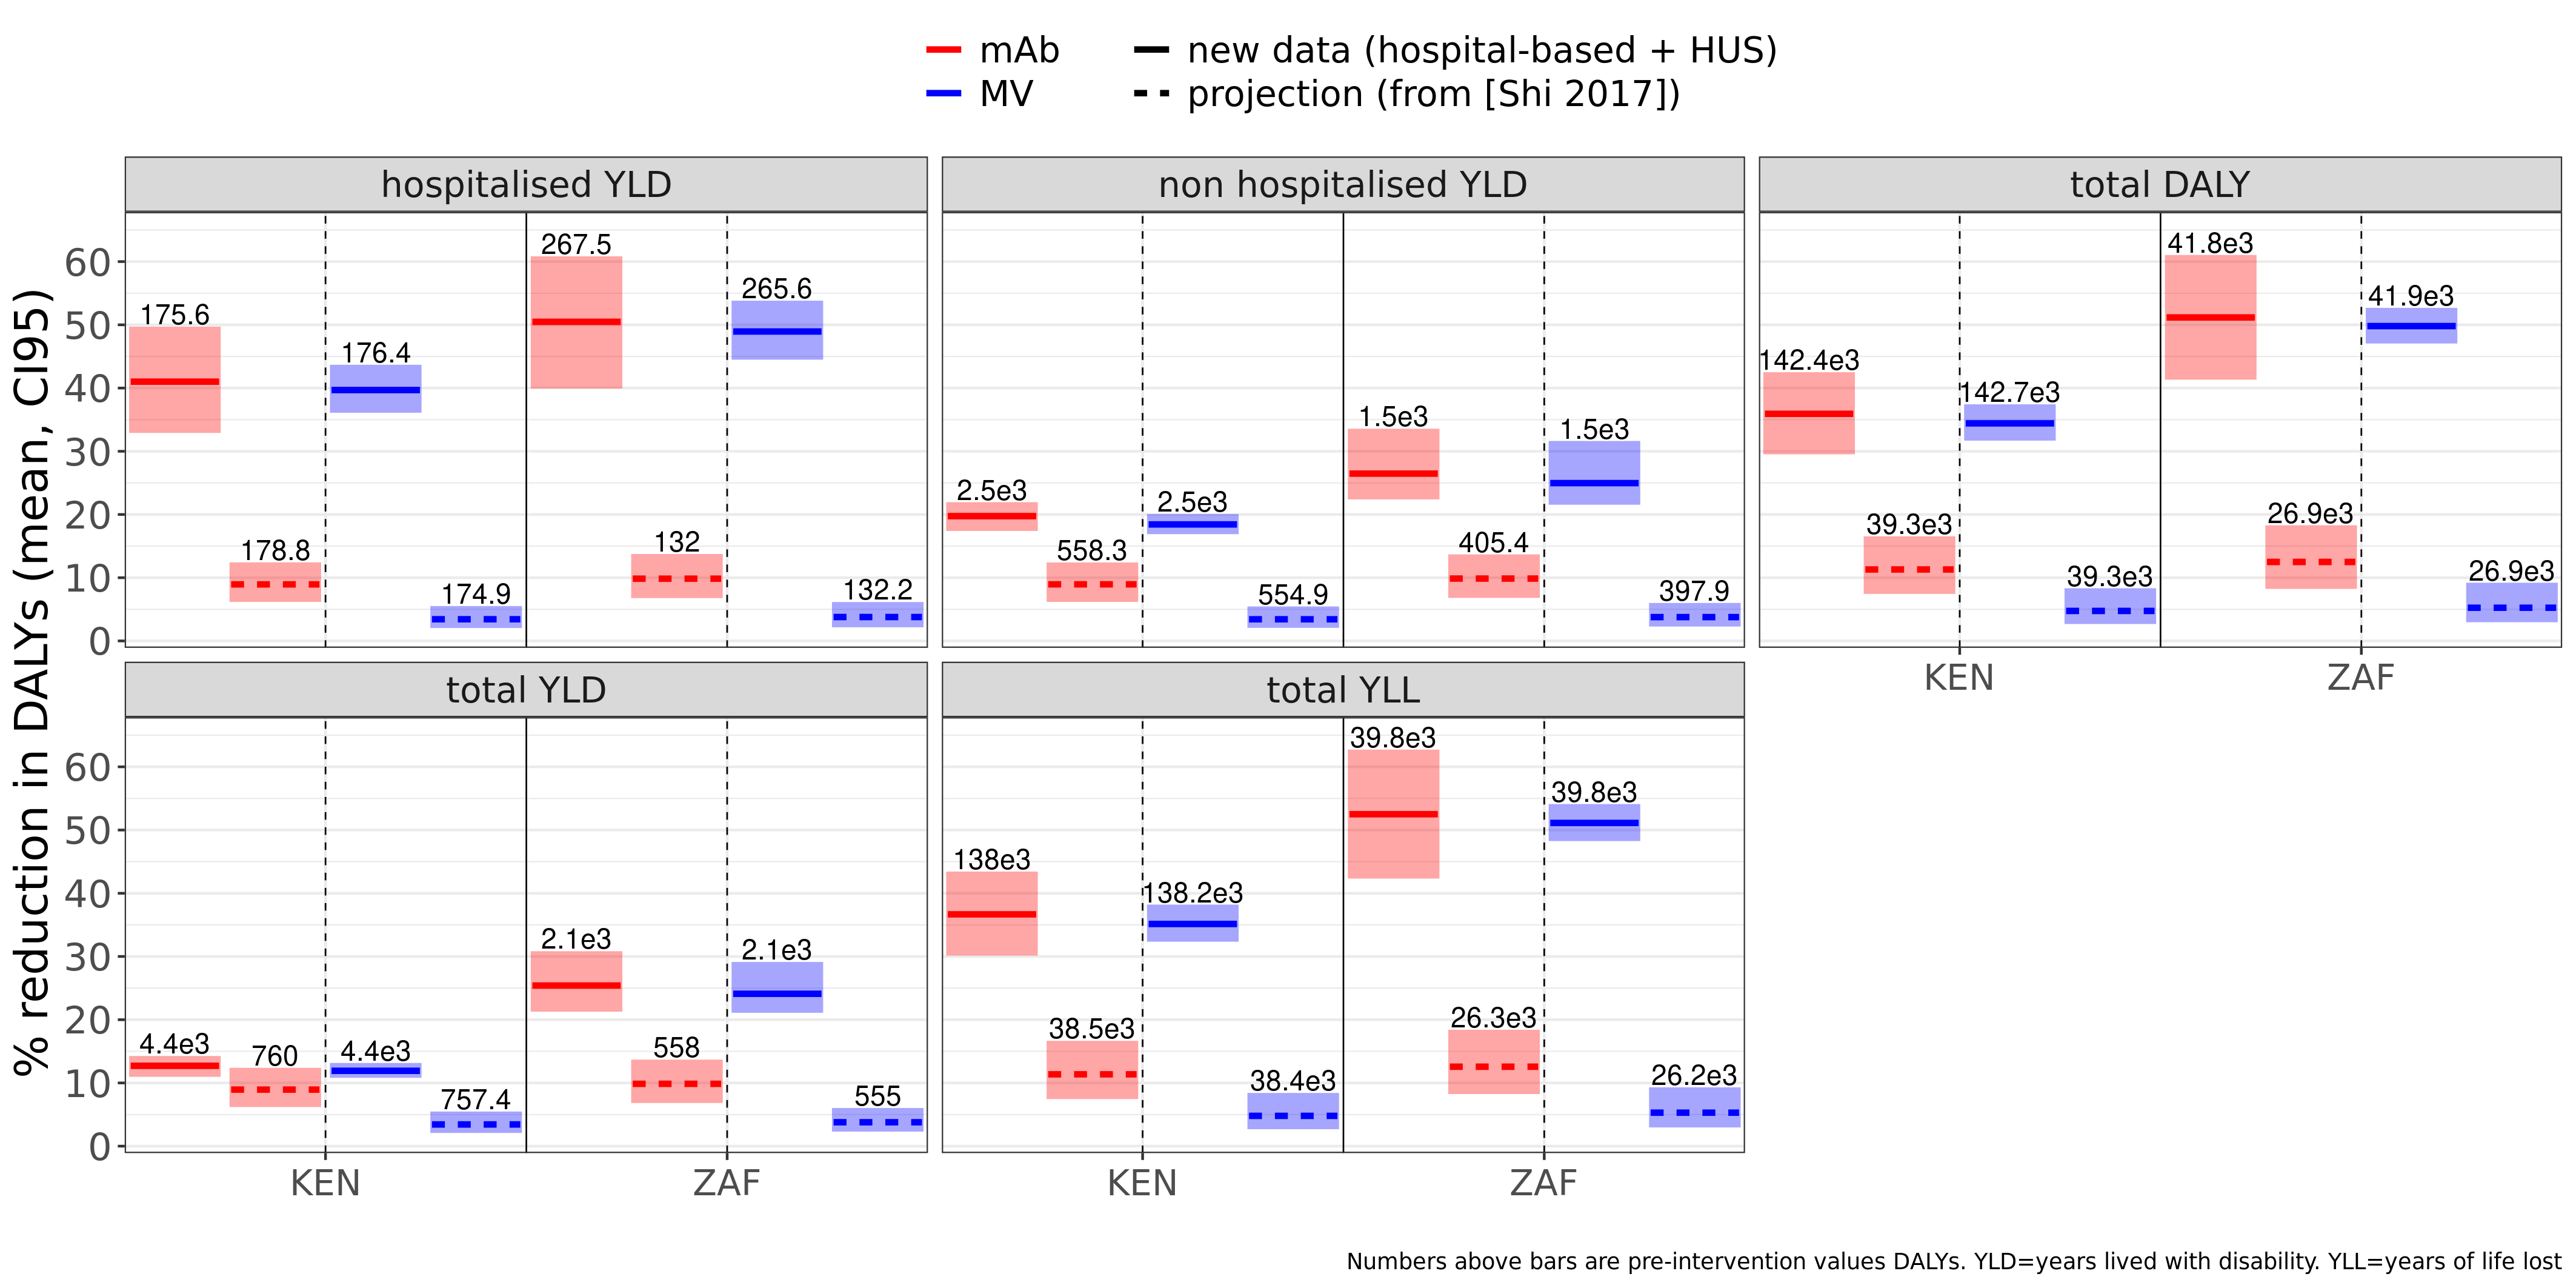 mAb
MV
new data (hospital-based + HUS)
projection (from [Shi 2017])
% reduction in DALYs (mean, CI95)
hospitalised YLD
60
50
40
30
20
10
0
175.6
178.8
176.4
174.9
267.5
132
265.6
132.2
non hospitalised YLD
2.5e3
558.3
2.5e3
554.9
1.5e3
405.4
1.5e3
397.9
total DALY
142.4e3
39.3e3
142.7e3
39.3e3
41.8e3
26.9e3
41.9e3
26.9e3
KEN
ZAF
total YLD
60
50
40
30
20
10
0
4.4e3
760
4.4e3
757.4
2.1e3
558
2.1e3
555
KEN
ZAF
total YLL
138e3
38.5e3
138.2e3
38.4e3
39.8e3
26.3e3
39.8e3
26.2e3
KEN
ZAF
Numbers above bars are pre-intervention values DALYs. YLD=years lived with disability. YLL=years of life lost